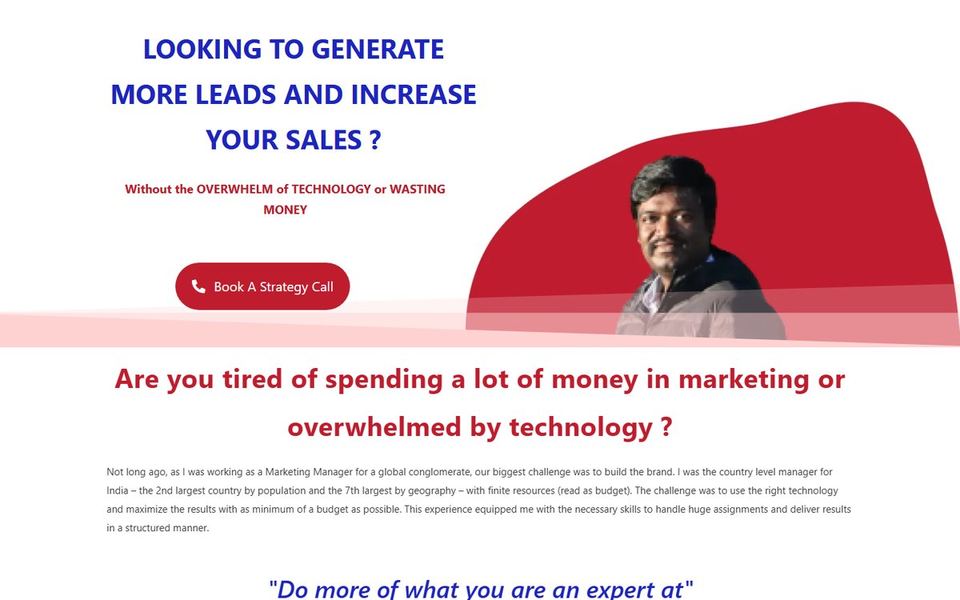 LOOKING TO GENERATE
MORE LEADS AND INCREASE
YOUR SALES ?
Without the OVERWHELM of TECHNOLOGY or WASTING
MONEY
Book A Strategy Call
Are you tired of spending a lot of money in marketing or
overwhelmed by technology ?
Not long ago, as I was working as a Marketing Manager for a global conglomerate, our biggest challenge was to build the brand. I was the country level manager for
India – the 2nd largest country by population and the 7th largest by geography – with finite resources (read as budget). The challenge was to use the right technology
and maximize the results with as minimum of a budget as possible. This experience equipped me with the necessary skills to handle huge assignments and deliver results
in a structured manner.
"Do more of what you are an expert at"